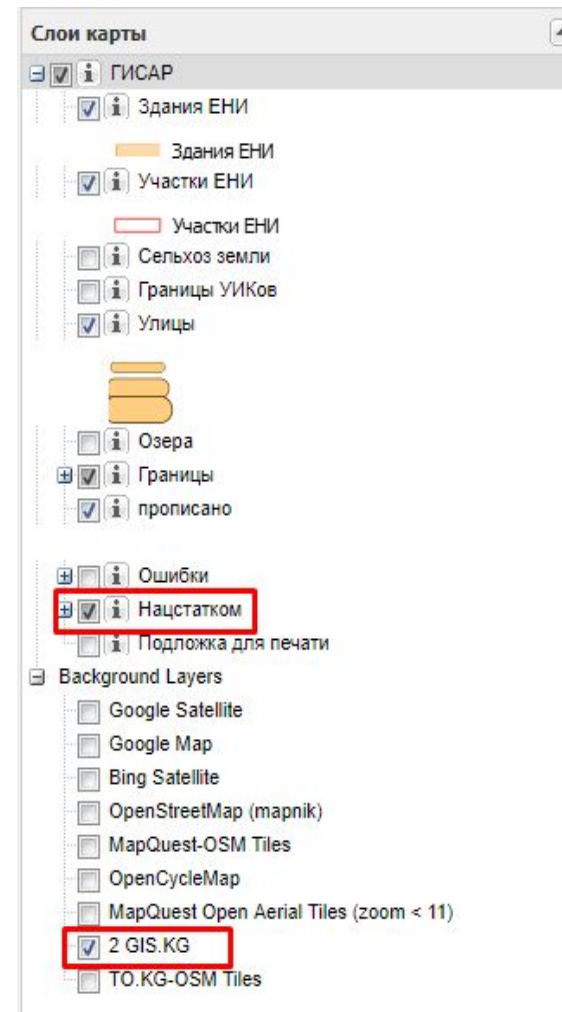 Слои карты
ГИСАР
Здания ЕНИ
Здания ЕНИ
Участки ЕНИ
Участки ЕНИ
Сельхоз земли
Границы УИКов
Улицы
Озера
Границы
прописано
Ошибки
Нацстатком
Подложка для печати
Background Layers
Google Satellite
Google Map
Bing Satellite
OpenStreetMap (mapnik)
MapQuest-OSM Tiles
OpenCycleMap
MapQuest Open Aerial Tiles (zoom < 11)
2 GIS.KG
TO.KG-OSM Tiles